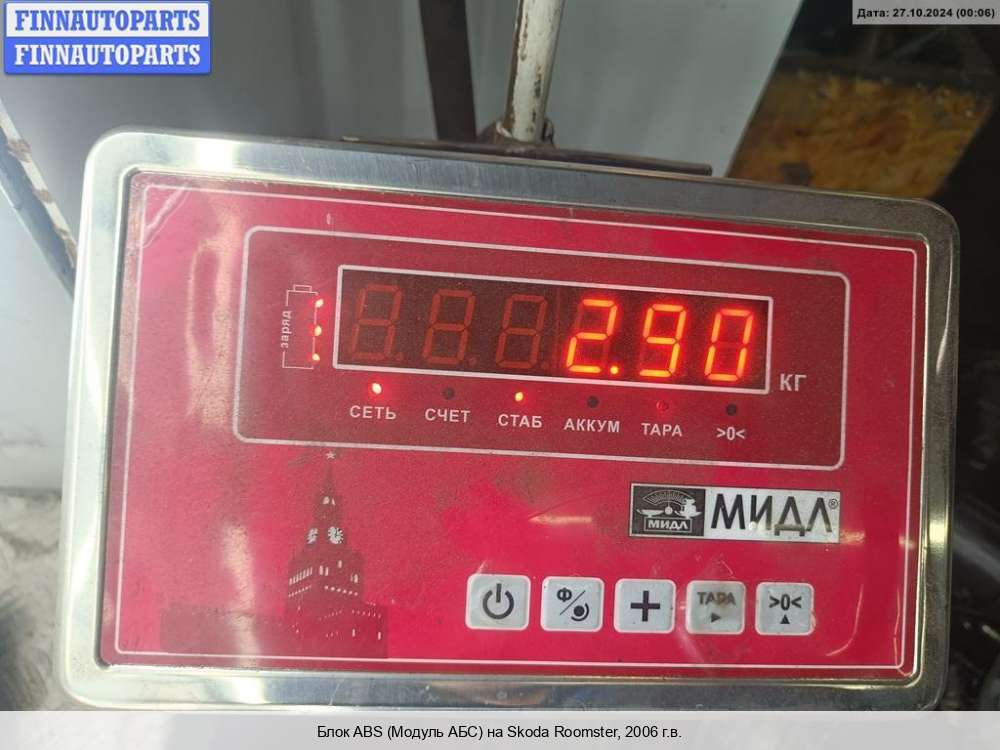 FINNAUTOPARTS
FINNAUTOPARTS
Дата: 27.10.2024 (00:06)
заряд
2.90
КГ
СЕТЬ СЧЕТ СТАБ АККУМ ТАРА >0<
МИДЛ МИДЛ®
Ф/ + ТАРА >0<
Блок ABS (Модуль АБС) на Skoda Roomster, 2006 г.в.